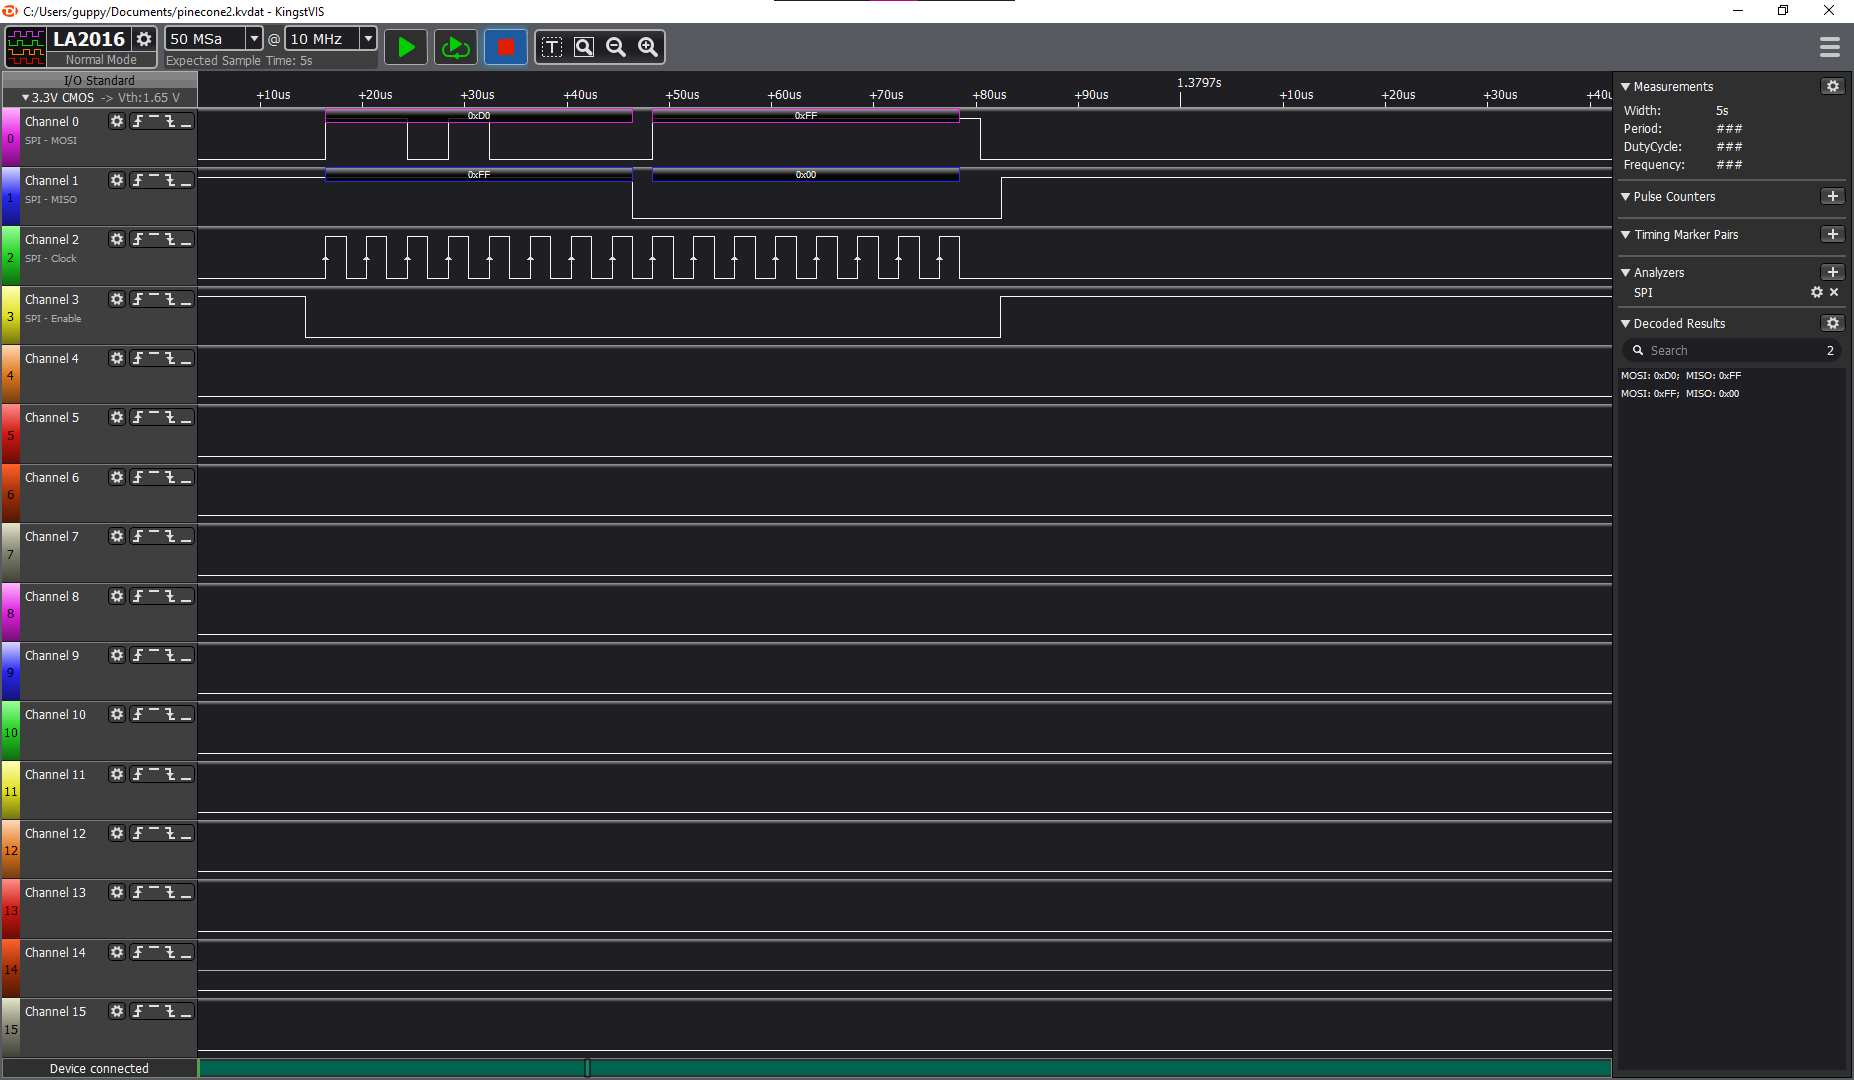 C:/Users/guppy/Documents/pinecone2.kvdat - KingstVIS
LA2016
Normal Mode
50 MSa @ 10 MHz
Expected Sample Time: 5s
T
I/O Standard
3.3V CMOS -> Vth:1.65 V
+10us +20us +30us +40us +50us +60us +70us +80us +90us 1.3797s +10us +20us +30us +40u
0 Channel 0
SPI - MOSI
0xD0 0xFF
1 Channel 1
SPI - MISO
0xFF 0x00
2 Channel 2
SPI - Clock
3 Channel 3
SPI - Enable
4 Channel 4
5 Channel 5
6 Channel 6
7 Channel 7
8 Channel 8
9 Channel 9
10 Channel 10
11 Channel 11
12 Channel 12
13 Channel 13
14 Channel 14
15 Channel 15
Device connected
Measurements
Width: 5s
Period: ###
DutyCycle: ###
Frequency: ###
Pulse Counters
Timing Marker Pairs
Analyzers
SPI
Decoded Results
Search 2
MOSI: 0xD0; MISO: 0xFF
MOSI: 0xFF; MISO: 0x00